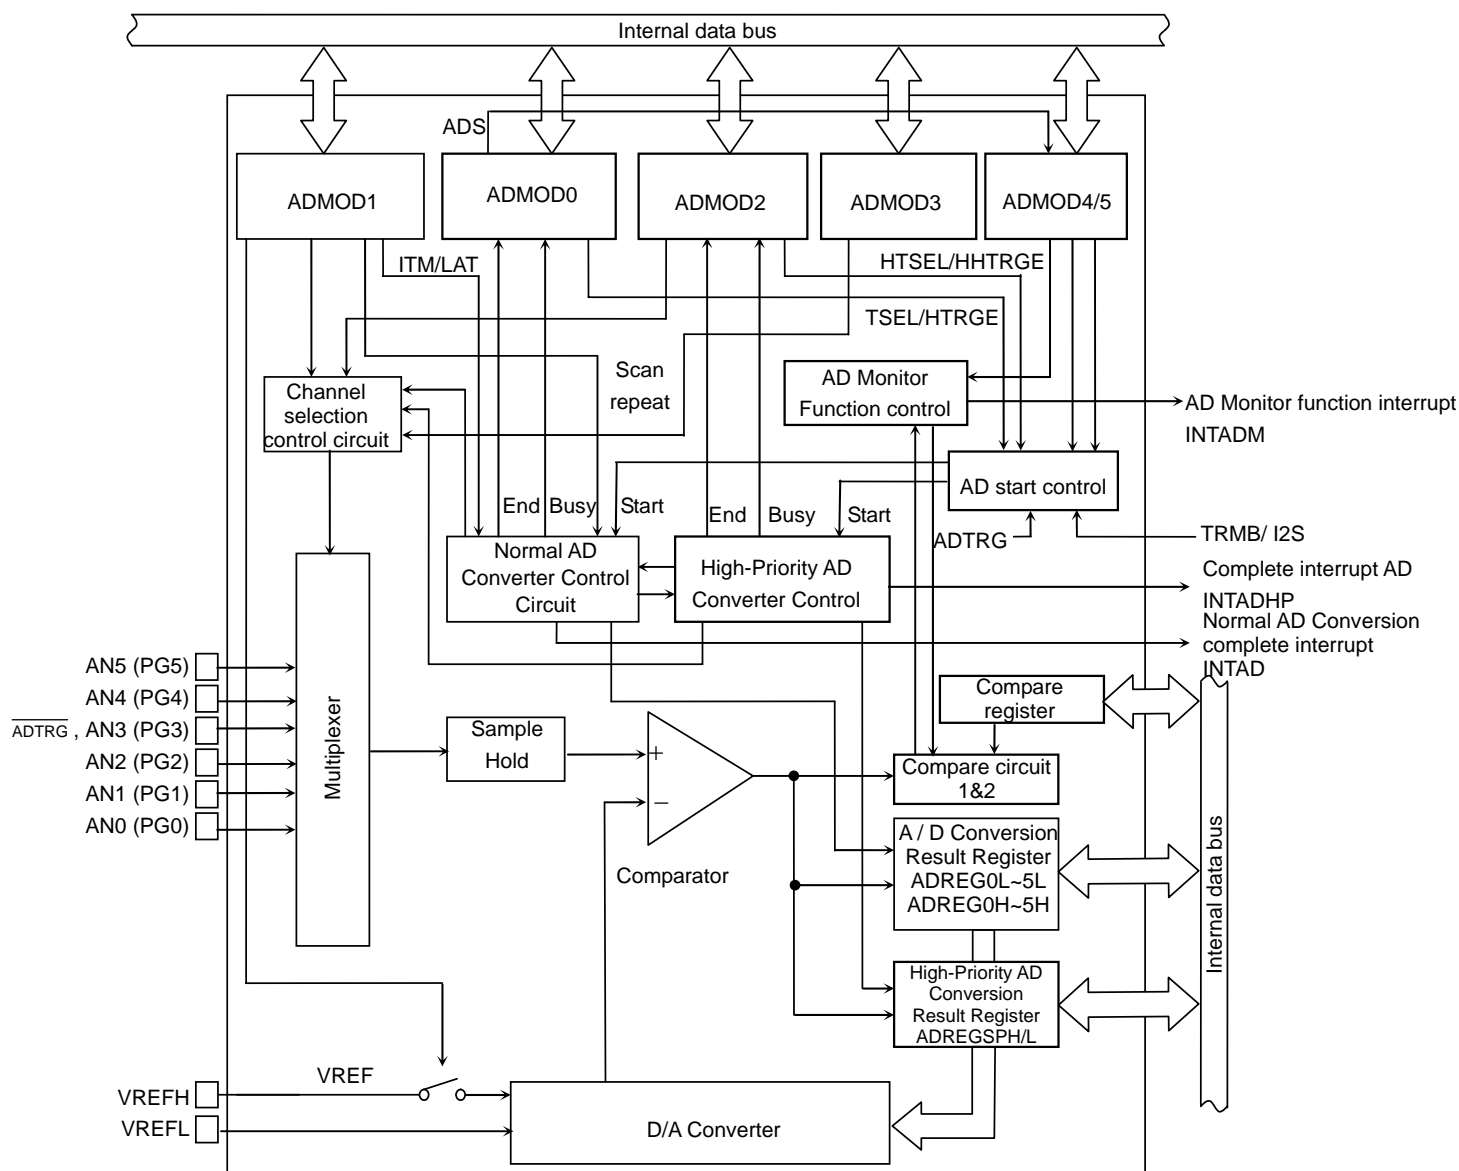 Internal data bus
ADS
ADMOD1
ADMOD0
ADMOD2
ADMOD3
ADMOD4/5
ITM/LAT
HTSEL/HHTRGE
TSEL/HTRGE
Scan
repeat
Channel
selection
control circuit
AD Monitor
Function control
AD Monitor function interrupt
INTADM
AD start control
End
Busy
Start
End
Busy
Start
ADTRG
TRMB/ I2S
Normal AD
Converter Control
Circuit
High-Priority AD
Converter Control
Complete interrupt AD
INTADHP
Normal AD Conversion
complete interrupt
INTAD
AN5 (PG5)
AN4 (PG4)
ADTRG , AN3 (PG3)
AN2 (PG2)
AN1 (PG1)
AN0 (PG0)
Multiplexer
Sample
Hold
+
−
Comparator
Compare
register
Compare circuit
1&2
A / D Conversion
Result Register
ADREG0L~5L
ADREG0H~5H
High-Priority AD
Conversion
Result Register
ADREGSPH/L
Internal data bus
VREF
VREFH
VREFL
D/A Converter